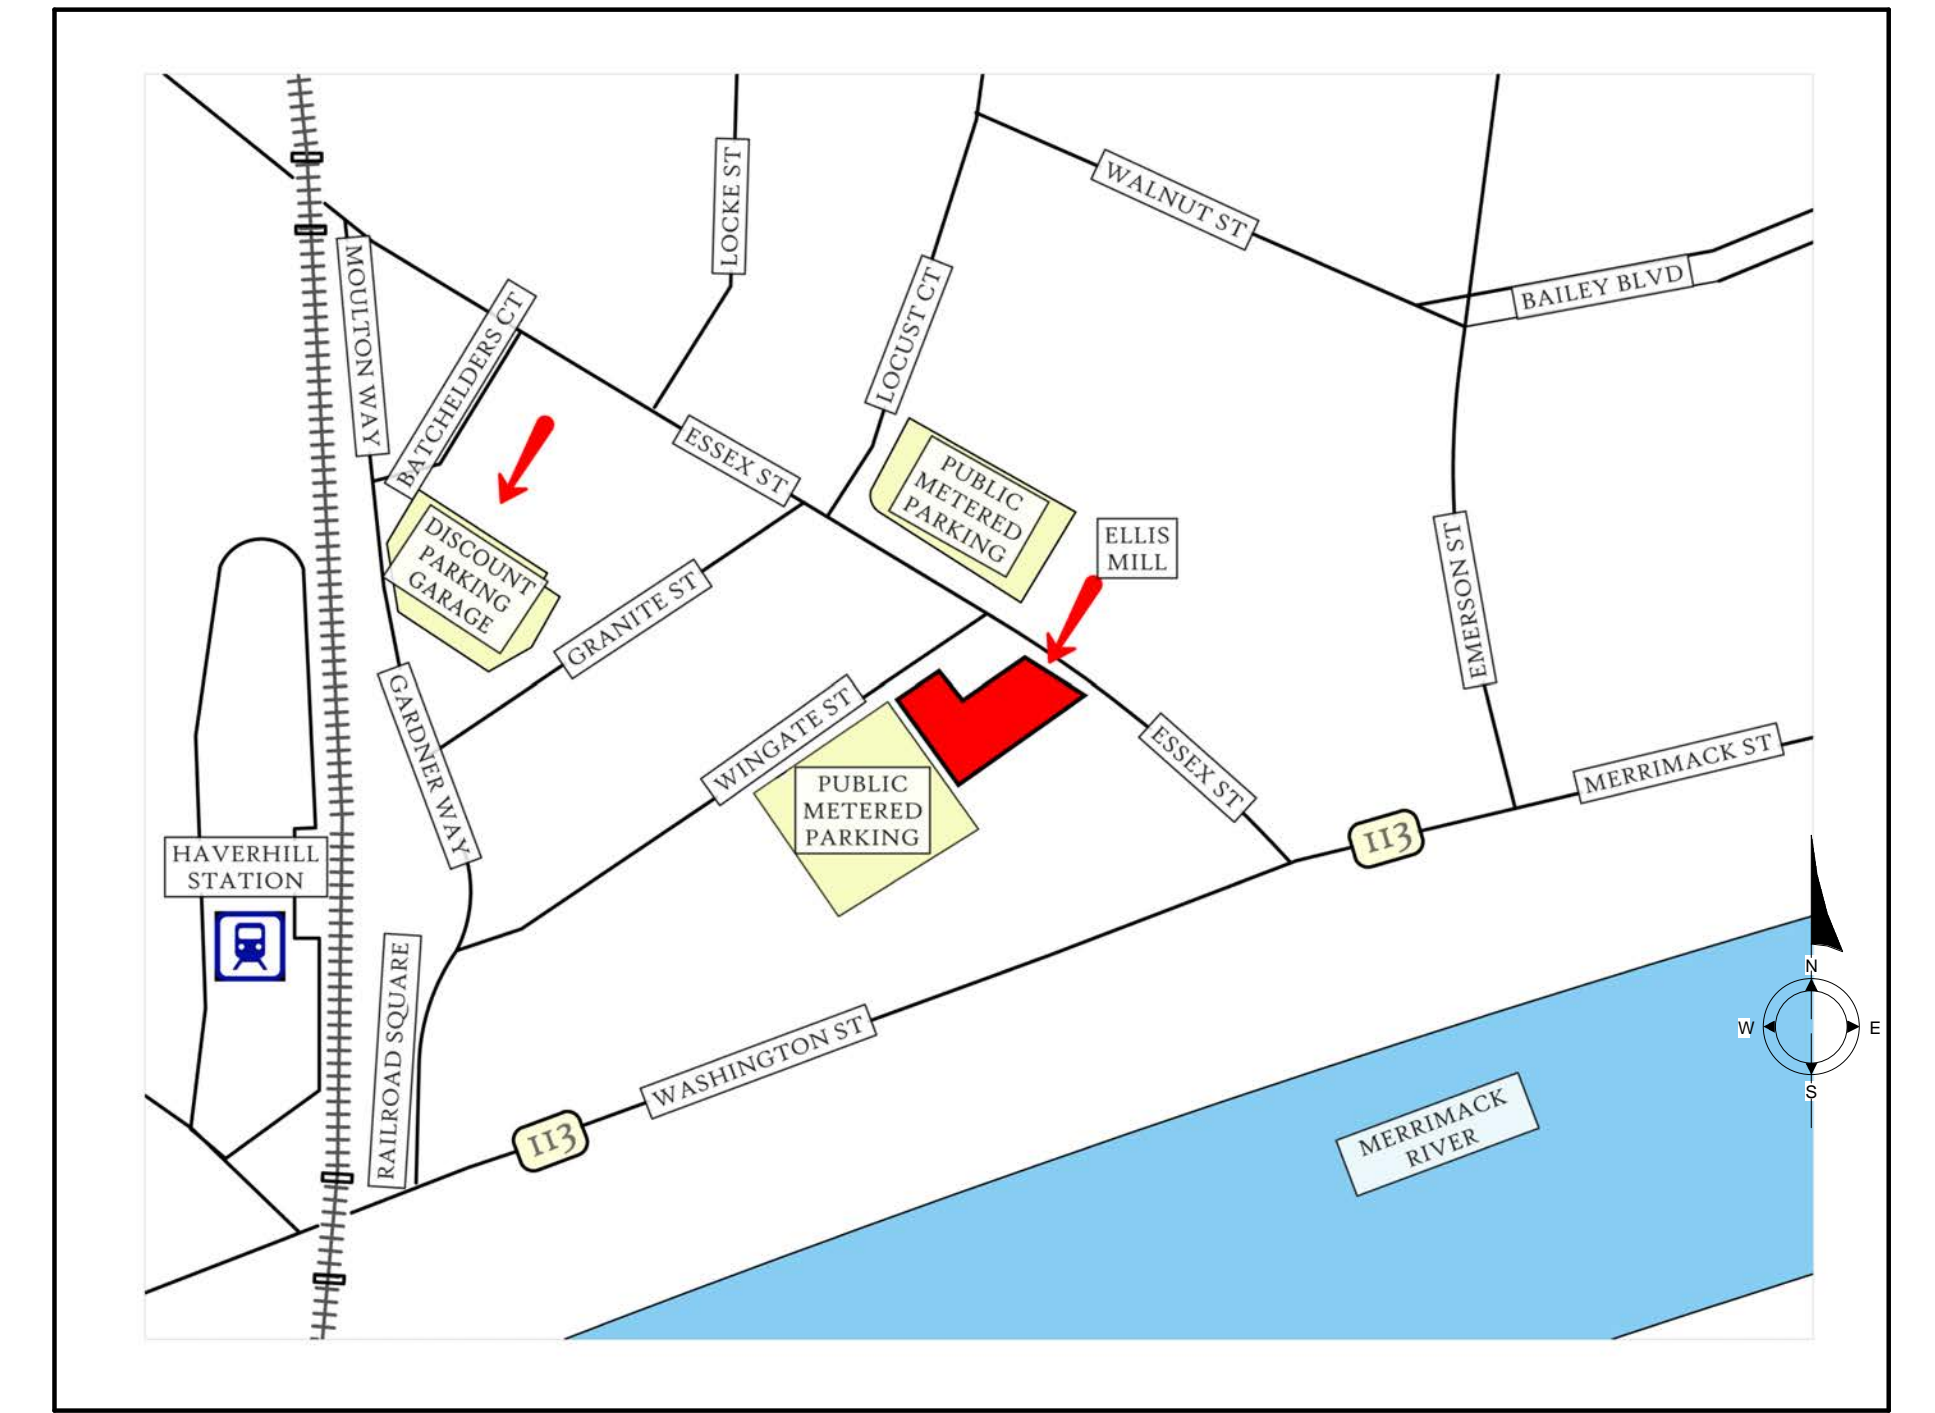 LOCKE ST
WALNUT ST
MOULTON WAY
BATCHELDERS CT
LOCUST CT
BAILEY BLVD
ESSEX ST
PUBLIC
METERED
PARKING
ELLIS
MILL
DISCOUNT
PARKING
GARAGE
GRANITE ST
EMERSON ST
GARDNER WAY
WINGATE ST
ESSEX ST
MERRIMACK ST
PUBLIC
METERED
PARKING
113
HAVERHILL
STATION
RAILROAD SQUARE
WASHINGTON ST
113
MERRIMACK
RIVER
N
W
E
S